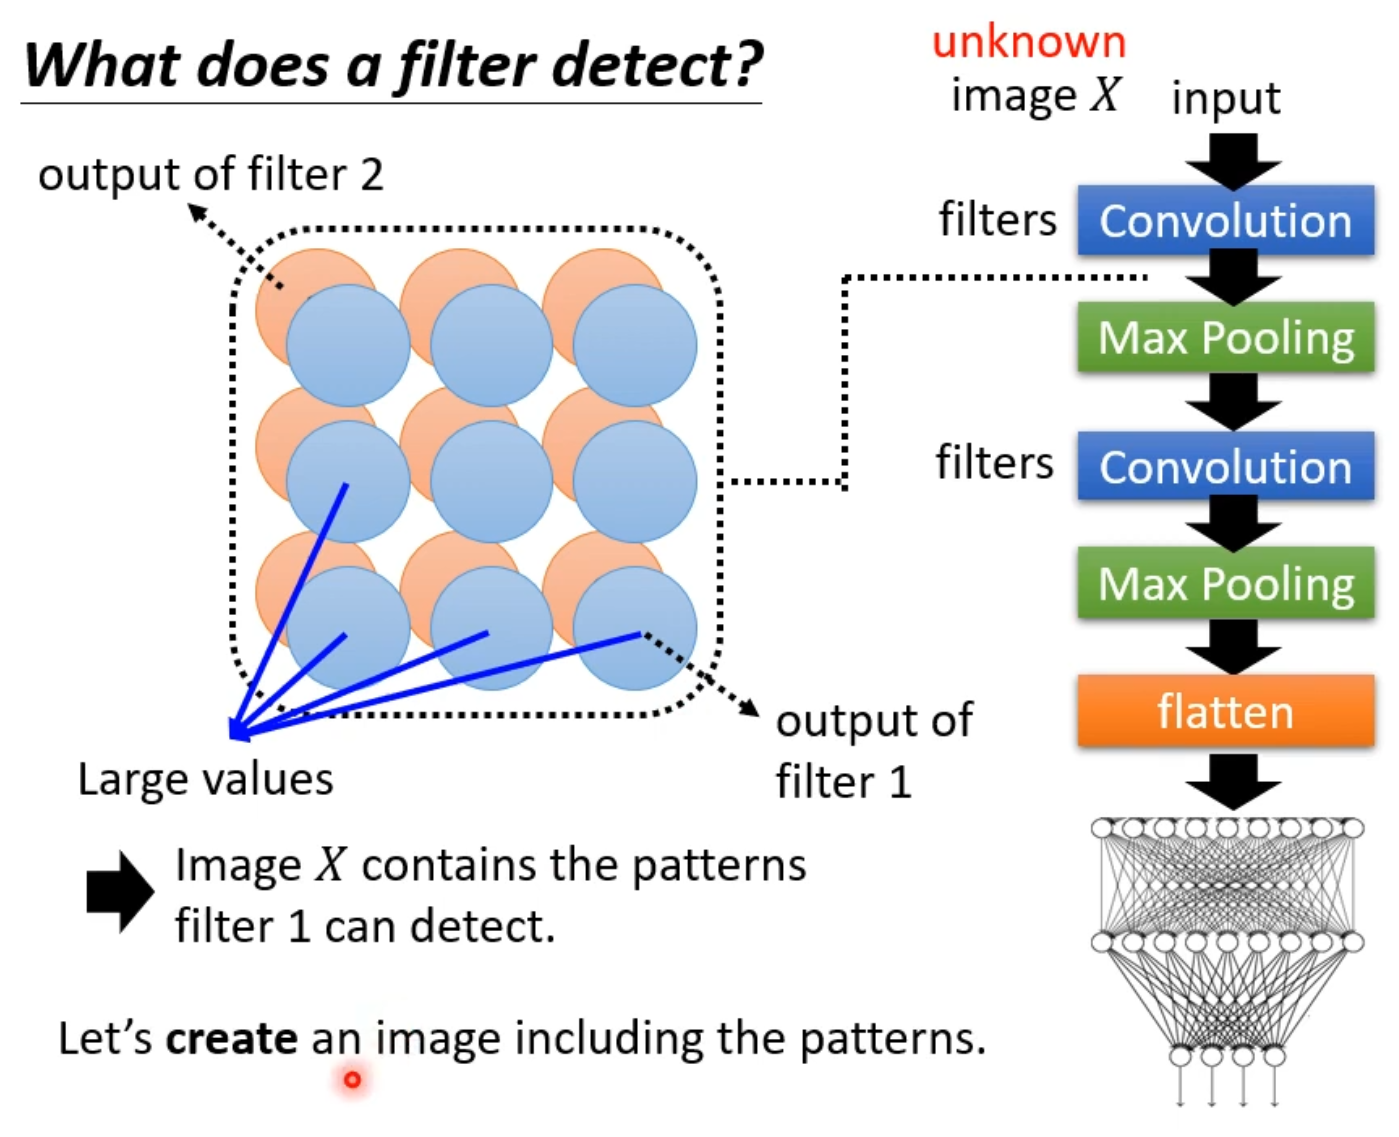 What does a filter detect?
unknown
image X
input
output of filter 2
filters
Convolution
Max Pooling
filters
Convolution
Max Pooling
flatten
output of
filter 1
Large values
Image X contains the patterns
filter 1 can detect.
Let's create an image including the patterns.